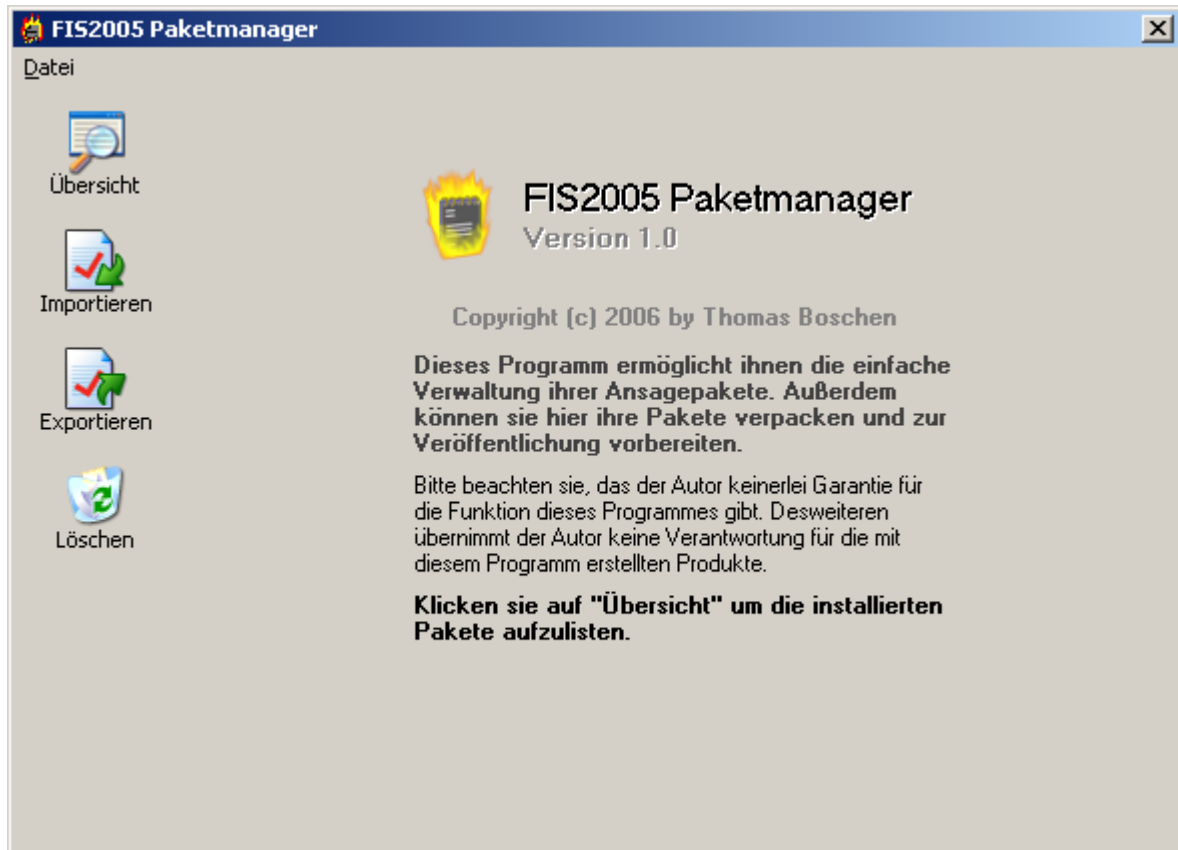 FIS2005 Paketmanager
Datei
Übersicht
Importieren
Exportieren
Löschen
FIS2005 Paketmanager
Version 1.0
Copyright (c) 2006 by Thomas Boschen
Dieses Programm ermöglicht ihnen die einfache
Verwaltung ihrer Ansagepakete. Außerdem
können sie hier ihre Pakete verpacken und zur
Veröffentlichung vorbereiten.
Bitte beachten sie, das der Autor keinerlei Garantie für
die Funktion dieses Programmes gibt. Desweiteren
übernimmt der Autor keine Verantwortung für die mit
diesem Programm erstellten Produkte.
Klicken sie auf "Übersicht" um die installierten
Pakete aufzulisten.